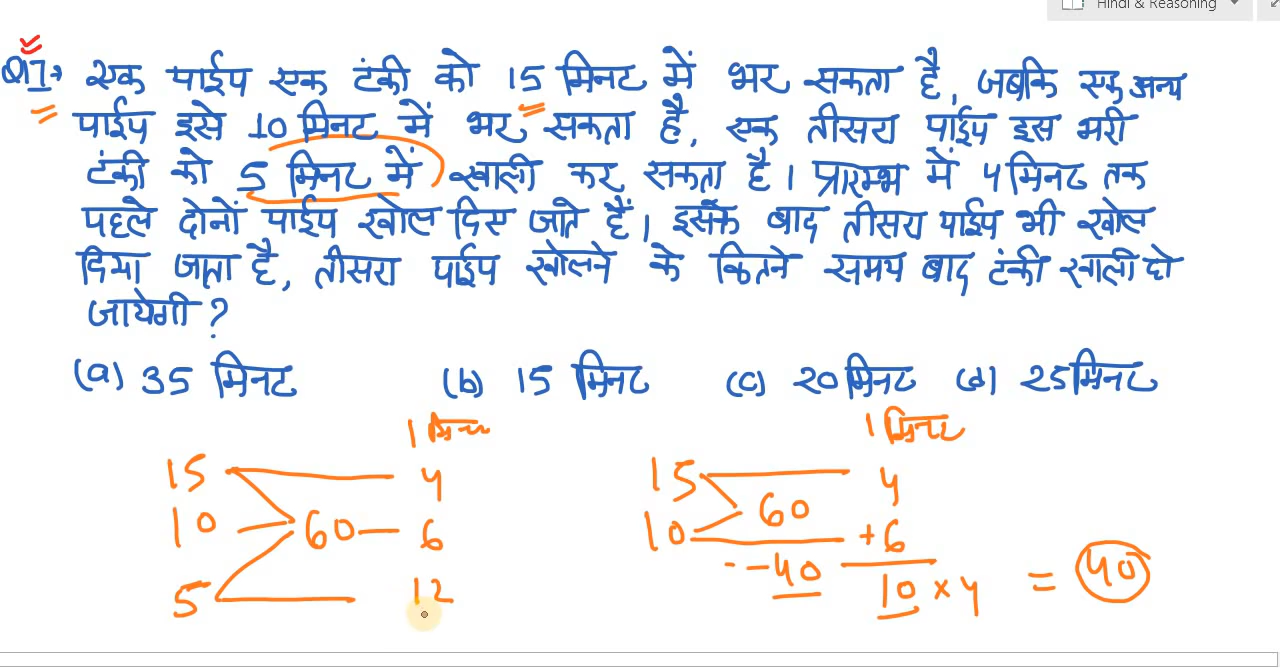 Hindi & Reasoning
Q17→ एक पाईप एक टंकी को 15 मिनट में भर सकता है, जबकि एक अन्य
पाईप इसे 10 मिनट में भर सकता है, एक तीसरा पाईप इस भरी
टंकी को 5 मिनट में खाली कर सकता है। प्रारम्भ में 4 मिनट तक
पहले दोनों पाईप खोल दिए जाते हैं। इसके बाद तीसरा पाईप भी खोल
दिया जाता है, तीसरा पाईप खोलने के कितने समय बाद टंकी खाली हो
जायेगी?
(a) 35 मिनट (b) 15 मिनट (c) 20 मिनट (d) 25 मिनट
1 मिनट 1 मिनट
15 4 15 4
10 60 6 10 60 +6
5 12 --40 10 × 4 = 40